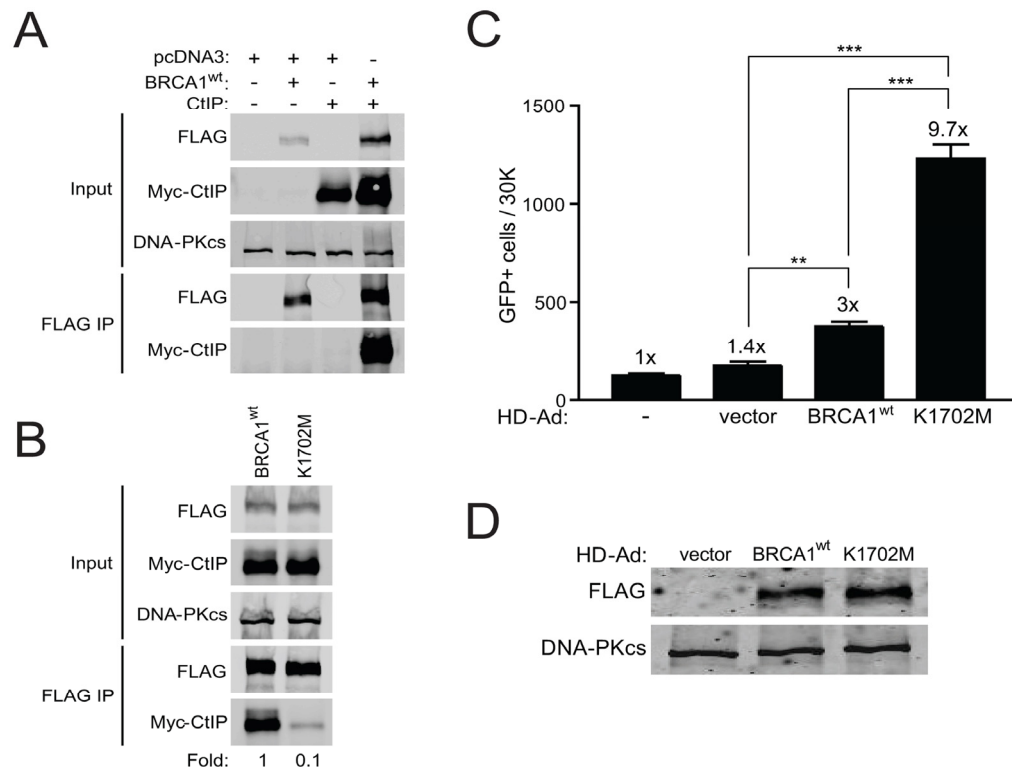 A
pcDNA3: + + + -
BRCA1wt: - + - +
CtIP: - - + +
Input
FLAG
Myc-CtIP
DNA-PKcs
FLAG IP
FLAG
Myc-CtIP
B
BRCA1wt
K1702M
Input
FLAG
Myc-CtIP
DNA-PKcs
FLAG IP
FLAG
Myc-CtIP
Fold: 1 0.1
C
***
***
**
GFP+ cells / 30K
1500
1000
500
0
1x
1.4x
3x
9.7x
HD-Ad: - vector BRCA1wt K1702M
D
HD-Ad: vector BRCA1wt K1702M
FLAG
DNA-PKcs